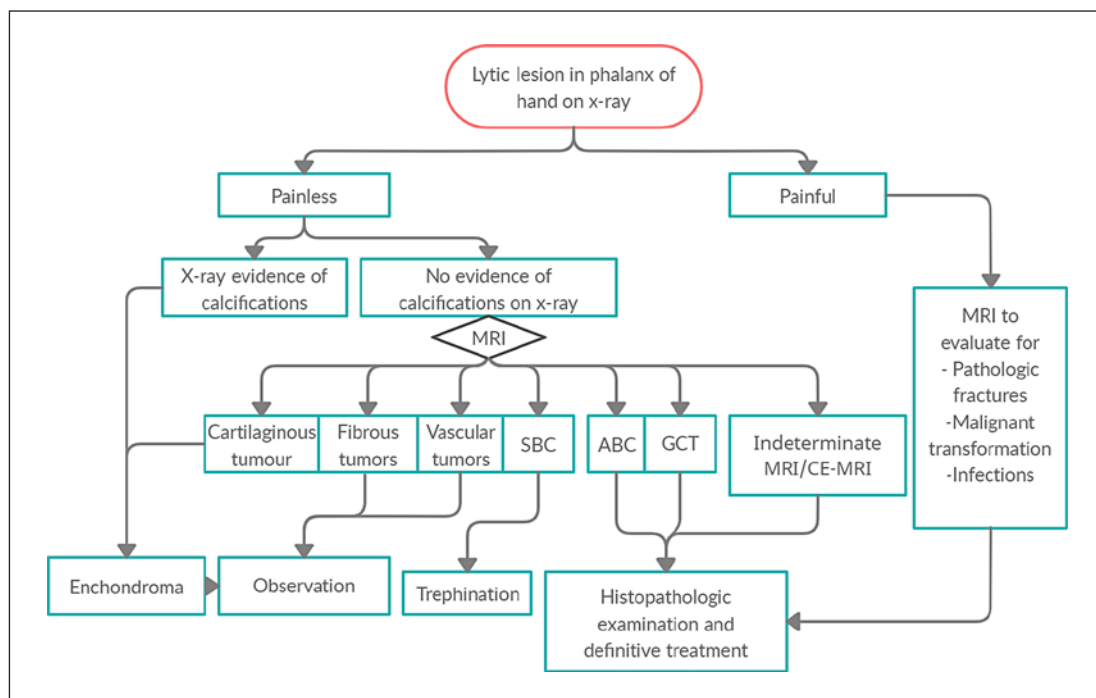 Lytic lesion in phalanx of
hand on x-ray
Painless
Painful
X-ray evidence of
calcifications
No evidence of
calcifications on x-ray
MRI
MRI to
evaluate for
- Pathologic
fractures
-Malignant
transformation
-Infections
Cartilaginous
tumour
Fibrous
tumors
Vascular
tumors
SBC
ABC
GCT
Indeterminate
MRI/CE-MRI
Enchondroma
Observation
Trephination
Histopathologic
examination and
definitive treatment